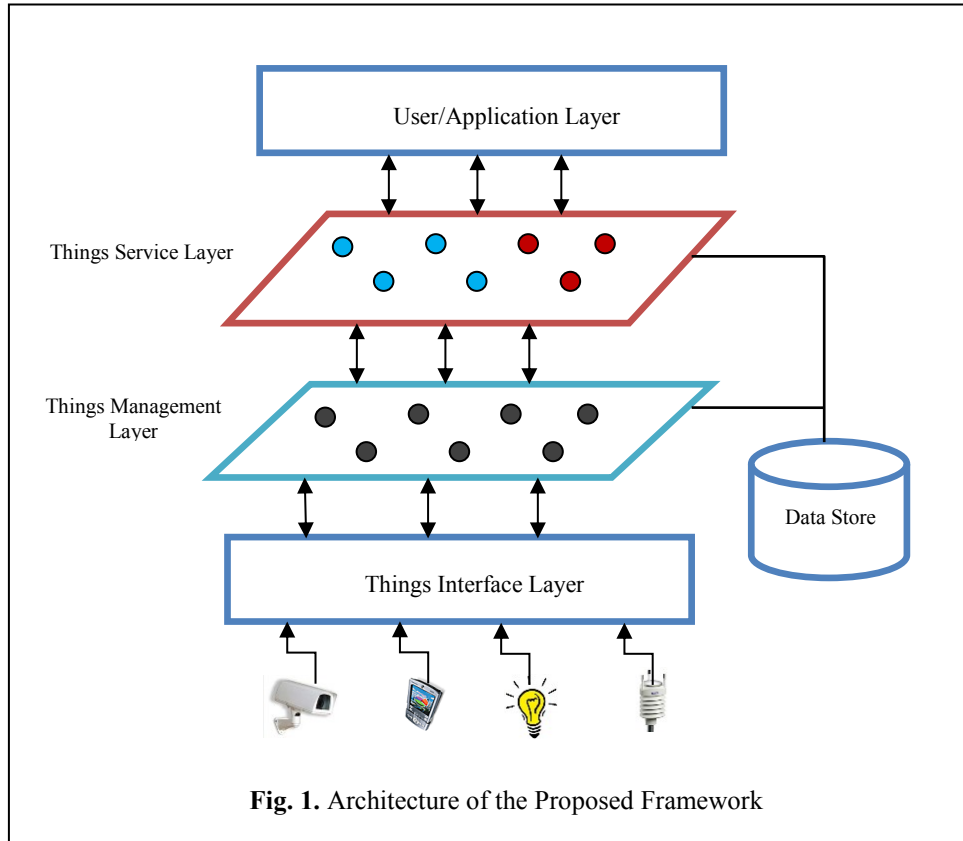 User/Application Layer
Things Service Layer
Things Management
Layer
Data Store
Things Interface Layer
Fig. 1. Architecture of the Proposed Framework